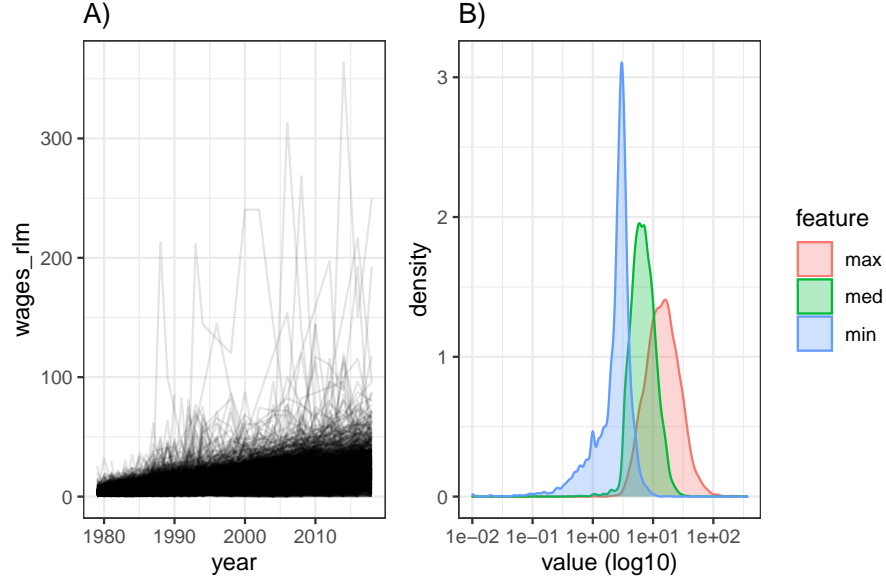 A)
wages_rlm
300
200
100
0
1980 1990 2000 2010
year
B)
density
3
2
1
0
1e−02 1e−01 1e+00 1e+01 1e+02
value (log10)
feature
max
med
min